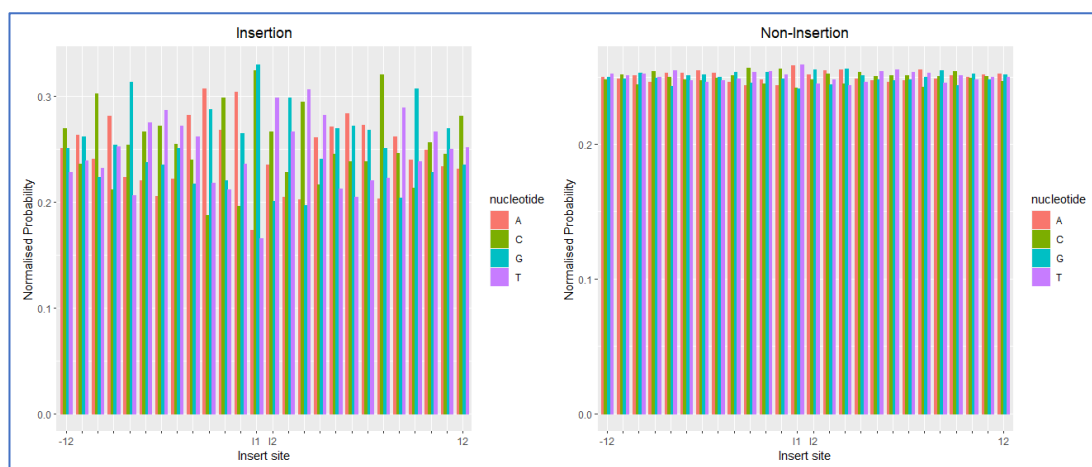 Insertion
Normalised Probability
0.3
0.2
0.1
0.0
-12
I1
I2
12
Insert site
nucleotide
A
C
G
T
Non-Insertion
Normalised Probability
0.2
0.1
0.0
-12
I1
I2
12
Insert site
nucleotide
A
C
G
T